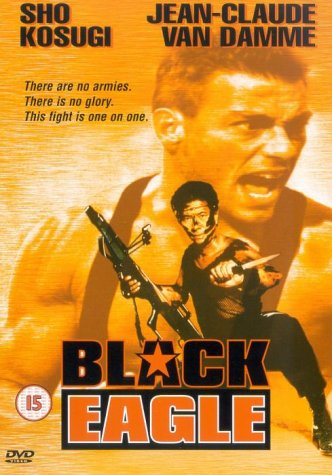 SHO
KOSUGI
JEAN-CLAUDE
VAN DAMME
There are no armies.
There is no glory.
This fight is one on one.
BLACK
EAGLE
15
DVD
VIDEO